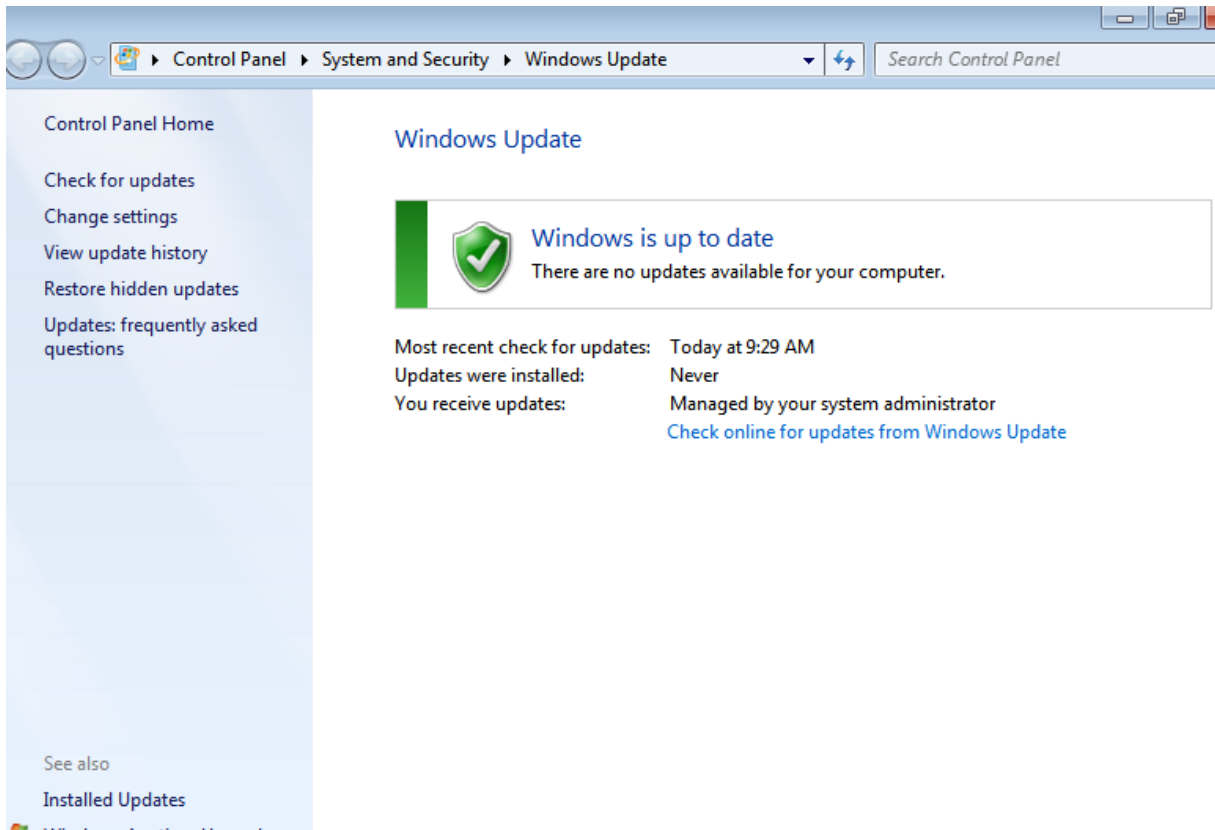 Control Panel ▸ System and Security ▸ Windows Update
Search Control Panel
Control Panel Home
Check for updates
Change settings
View update history
Restore hidden updates
Updates: frequently asked
questions
Windows Update
Windows is up to date
There are no updates available for your computer.
Most recent check for updates: Today at 9:29 AM
Updates were installed: Never
You receive updates: Managed by your system administrator
Check online for updates from Windows Update
See also
Installed Updates